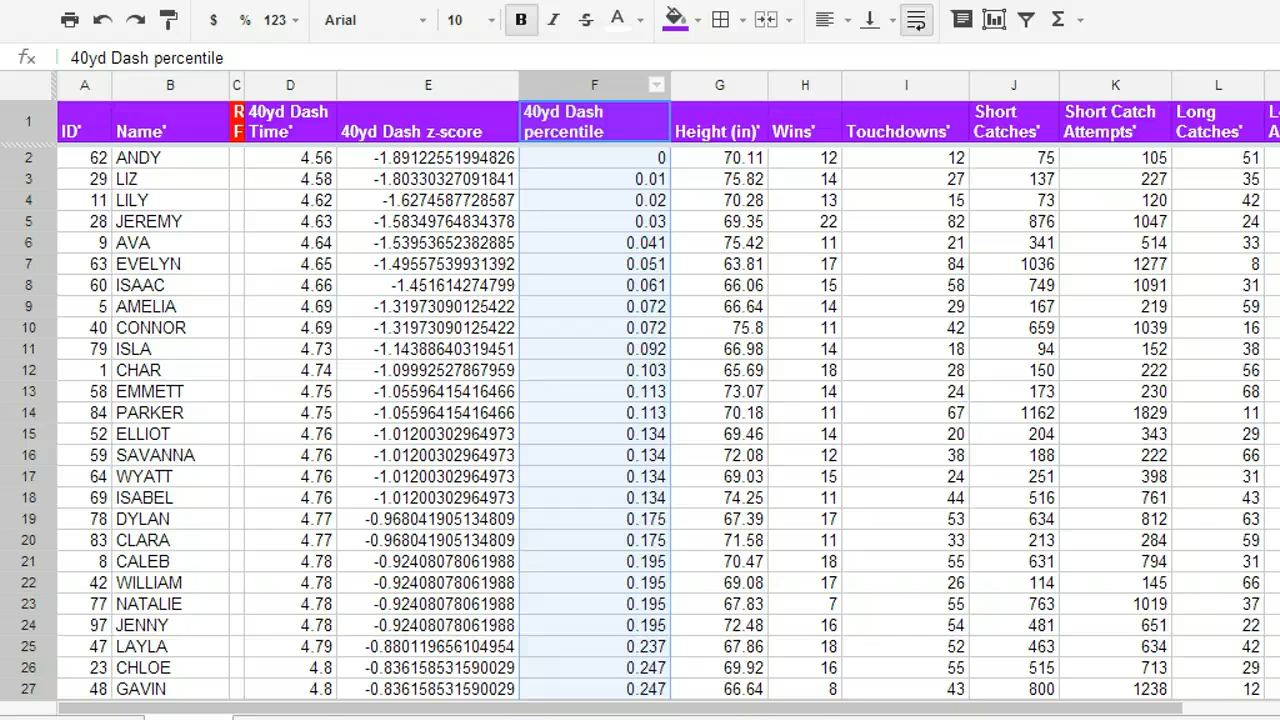 $ % 123 Arial 10 B I S A Σ
fx 40yd Dash percentile
A B C D E F G H I J K L
1 ID* Name* R F 40yd Dash Time* 40yd Dash z-score 40yd Dash percentile Height (in)* Wins* Touchdowns* Short Catches* Short Catch Attempts* Long Catches*
2 62 ANDY 4.56 -1.89122551994826 0 70.11 12 12 75 105 51
3 29 LIZ 4.58 -1.80330327091841 0.01 75.82 14 27 137 227 35
4 11 LILY 4.62 -1.6274587728587 0.02 70.28 13 15 73 120 42
5 28 JEREMY 4.63 -1.58349764834378 0.03 69.35 22 82 876 1047 24
6 9 AVA 4.64 -1.53953652382885 0.041 75.42 11 21 341 514 33
7 63 EVELYN 4.65 -1.49557539931392 0.051 63.81 17 84 1036 1277 8
8 60 ISAAC 4.66 -1.451614274799 0.061 66.06 15 58 749 1091 31
9 5 AMELIA 4.69 -1.31973090125422 0.072 66.64 14 29 167 219 59
10 40 CONNOR 4.69 -1.31973090125422 0.072 75.8 11 42 659 1039 16
11 79 ISLA 4.73 -1.14388640319451 0.092 66.98 14 18 94 152 38
12 1 CHAR 4.74 -1.09992527867959 0.103 65.69 18 28 150 222 56
13 58 EMMETT 4.75 -1.05596415416466 0.113 73.07 14 24 173 230 68
14 84 PARKER 4.75 -1.05596415416466 0.113 70.18 11 67 1162 1829 11
15 52 ELLIOT 4.76 -1.01200302964973 0.134 69.46 14 20 204 343 29
16 59 SAVANNA 4.76 -1.01200302964973 0.134 72.08 12 38 188 222 66
17 64 WYATT 4.76 -1.01200302964973 0.134 69.03 15 24 251 398 31
18 69 ISABEL 4.76 -1.01200302964973 0.134 74.25 11 44 516 761 43
19 78 DYLAN 4.77 -0.968041905134809 0.175 67.39 17 53 634 812 63
20 83 CLARA 4.77 -0.968041905134809 0.175 71.58 11 33 213 284 59
21 8 CALEB 4.78 -0.92408078061988 0.195 70.47 18 55 631 794 31
22 42 WILLIAM 4.78 -0.92408078061988 0.195 69.08 17 26 114 145 66
23 77 NATALIE 4.78 -0.92408078061988 0.195 67.83 7 55 763 1019 37
24 97 JENNY 4.78 -0.92408078061988 0.195 72.48 16 54 481 651 22
25 47 LAYLA 4.79 -0.880119656104954 0.237 67.86 18 52 463 634 42
26 23 CHLOE 4.8 -0.836158531590029 0.247 69.92 16 55 515 713 29
27 48 GAVIN 4.8 -0.836158531590029 0.247 66.64 8 43 800 1238 12